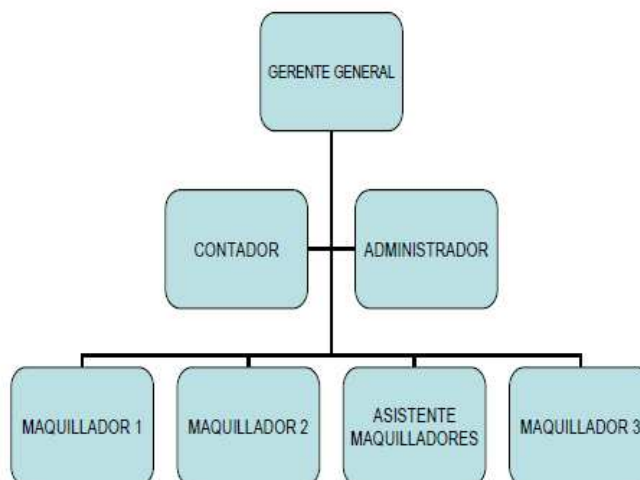 GERENTE GENERAL
CONTADOR
ADMINISTRADOR
MAQUILLADOR 1
MAQUILLADOR 2
ASISTENTE
MAQUILLADORES
MAQUILLADOR 3